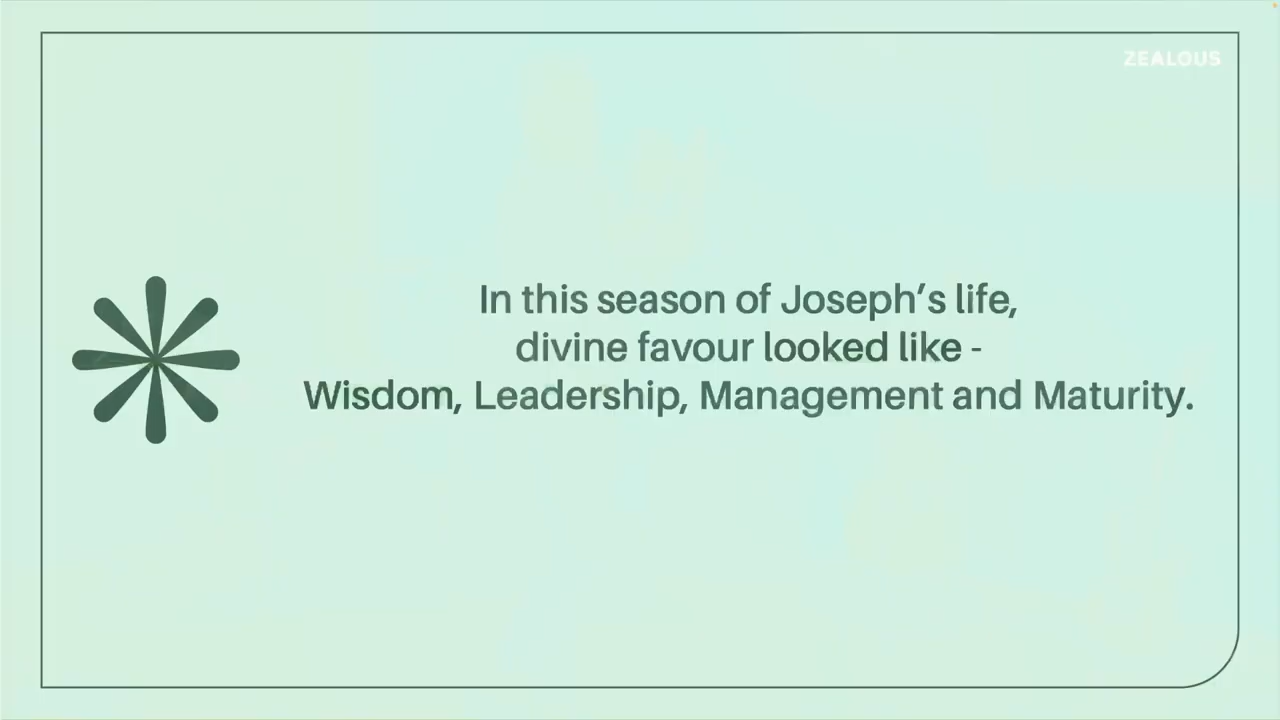 ZEALOUS
In this season of Joseph’s life,
divine favour looked like -
Wisdom, Leadership, Management and Maturity.